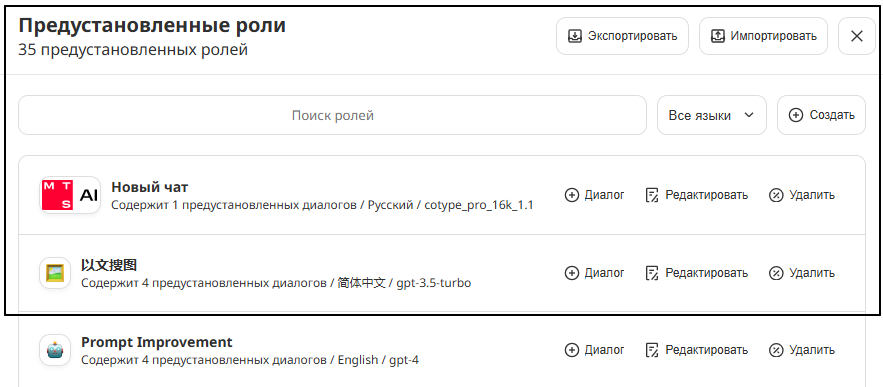 Предустановленные роли
35 предустановленных ролей
Экспортировать
Импортировать
Поиск ролей
Все языки
Создать
M T S AI
Новый чат
Содержит 1 предустановленных диалогов / Русский / cotype_pro_16k_1.1
Диалог
Редактировать
Удалить
以文搜图
Содержит 4 предустановленных диалогов / 简体中文 / gpt-3.5-turbo
Диалог
Редактировать
Удалить
Prompt Improvement
Содержит 4 предустановленных диалогов / English / gpt-4
Диалог
Редактировать
Удалить